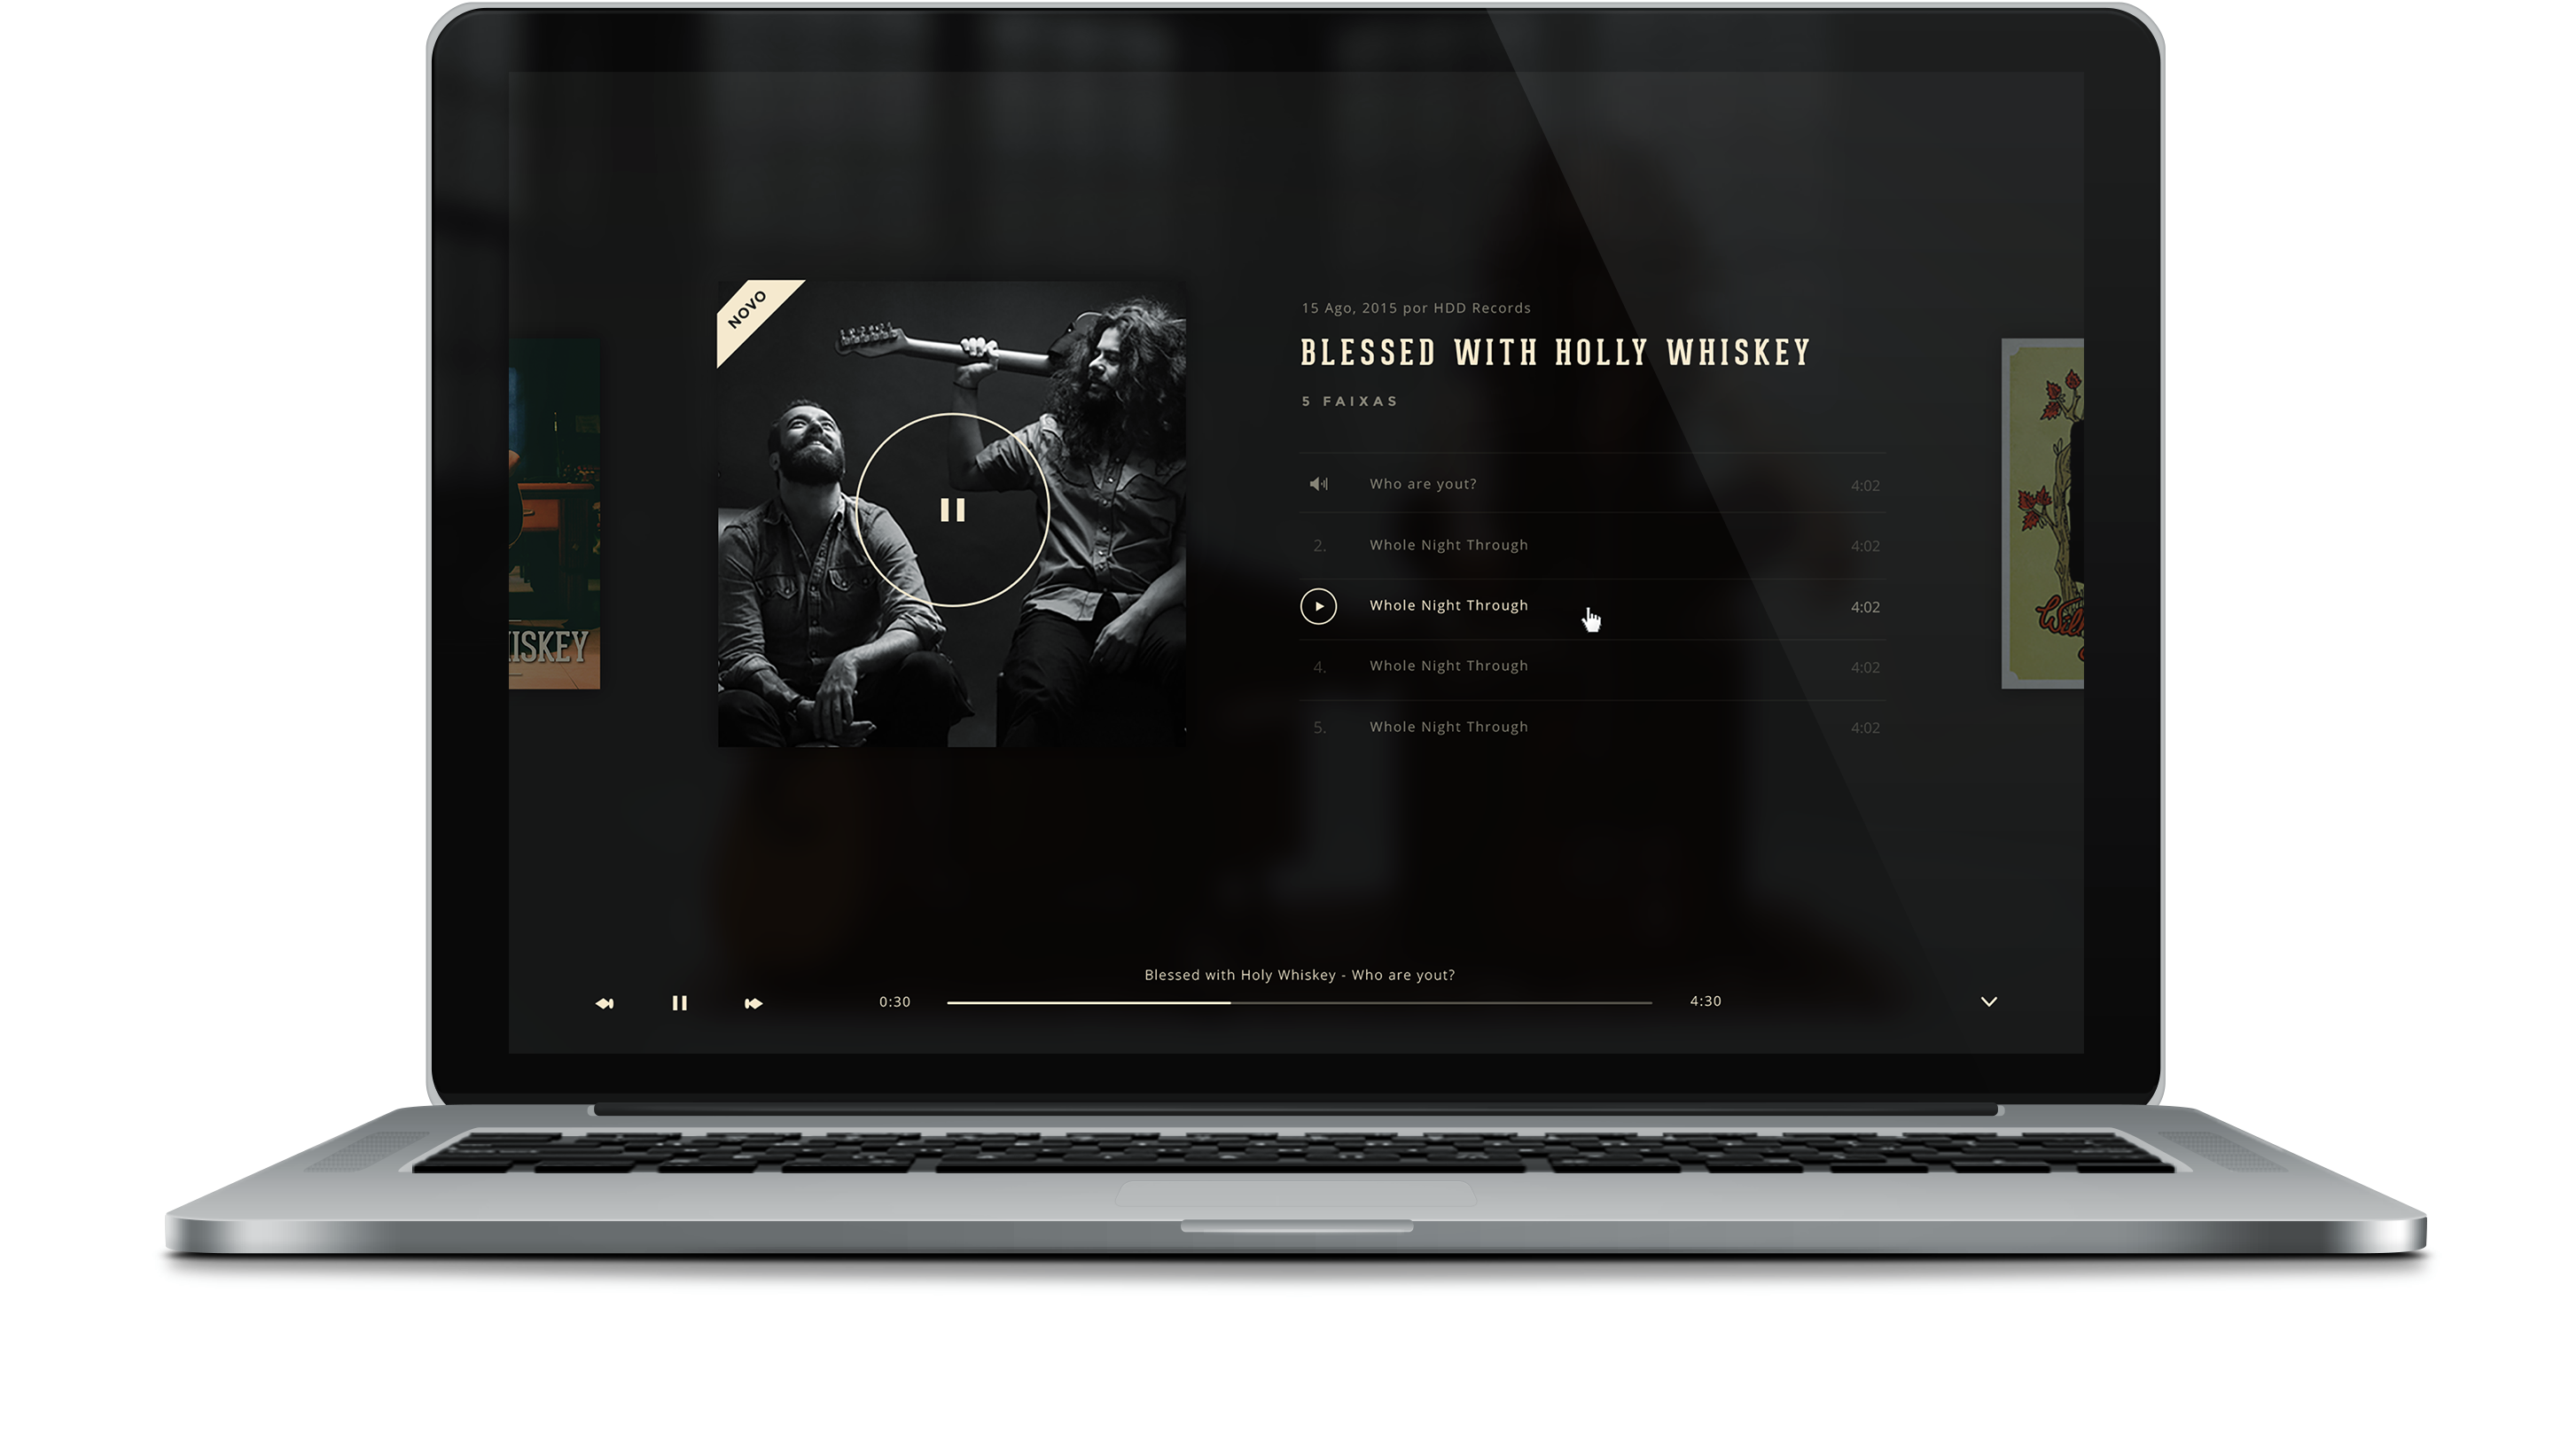 NOVO
15 Ago, 2015 por HDD Records
BLESSED WITH HOLLY WHISKEY
5 FAIXAS
Who are yout? 4:02
2. Whole Night Through 4:02
Whole Night Through 4:02
4. Whole Night Through 4:02
5. Whole Night Through 4:02
ISKEY
Blessed with Holy Whiskey - Who are yout?
0:30 4:30